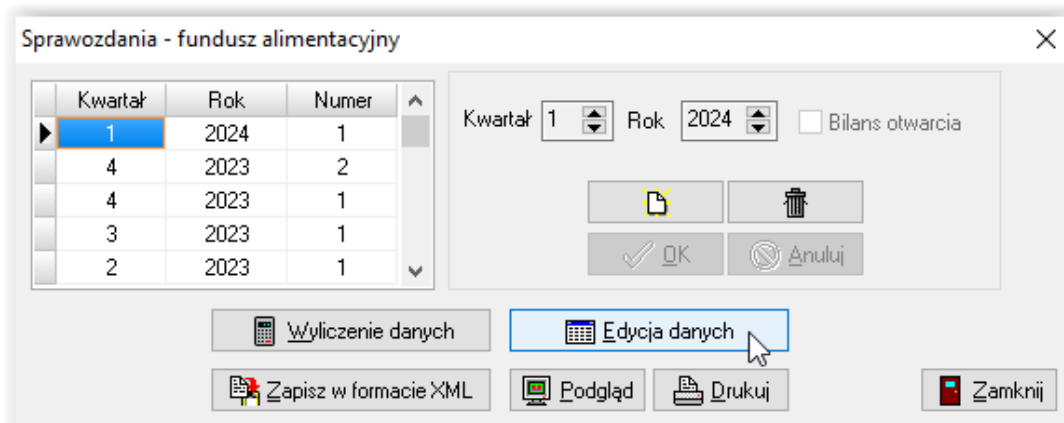 Sprawozdania - fundusz alimentacyjny
Kwartał Rok Numer
1 2024 1
4 2023 2
4 2023 1
3 2023 1
2 2023 1
Kwartał 1 Rok 2024 Bilans otwarcia
OK Anuluj
Wyliczenie danych Edycja danych
Zapisz w formacie XML Podgląd Drukuj Zamknij